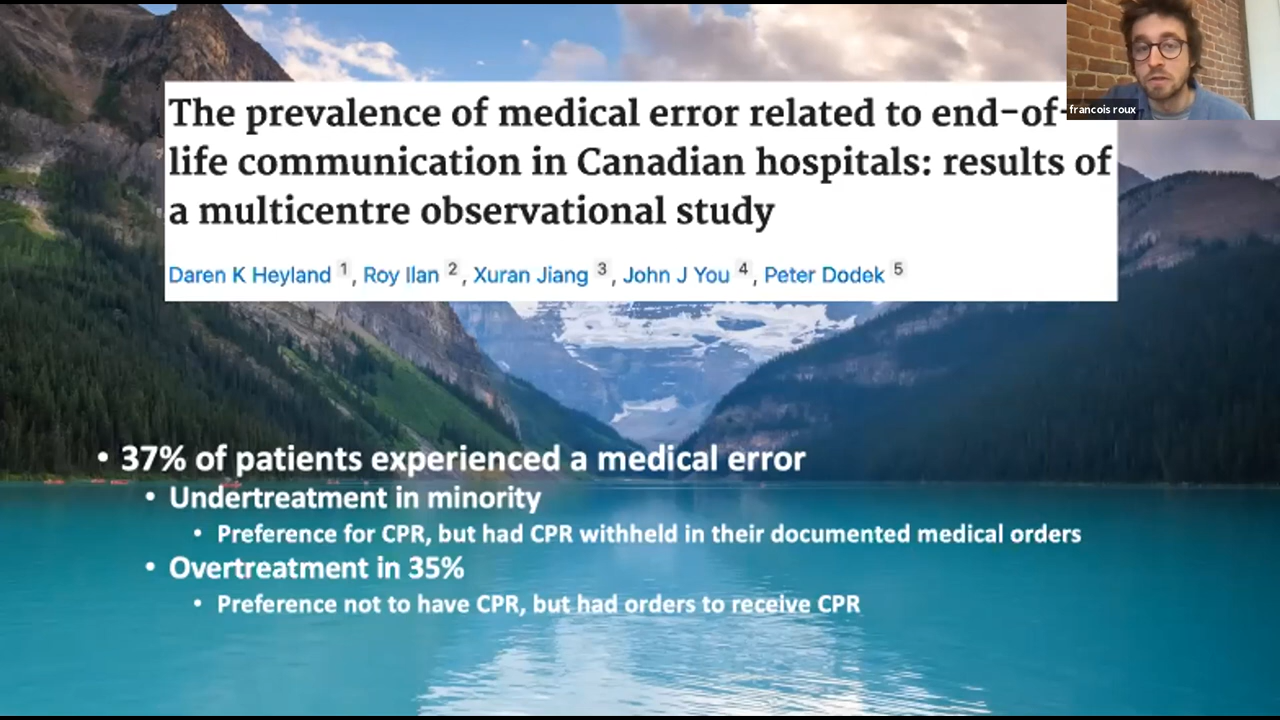 The prevalence of medical error related to end-of-
life communication in Canadian hospitals: results of
a multicentre observational study
Daren K Heyland 1, Roy Ilan 2, Xuran Jiang 3, John J You 4, Peter Dodek 5
francois roux
• 37% of patients experienced a medical error
• Undertreatment in minority
• Preference for CPR, but had CPR withheld in their documented medical orders
• Overtreatment in 35%
• Preference not to have CPR, but had orders to receive CPR